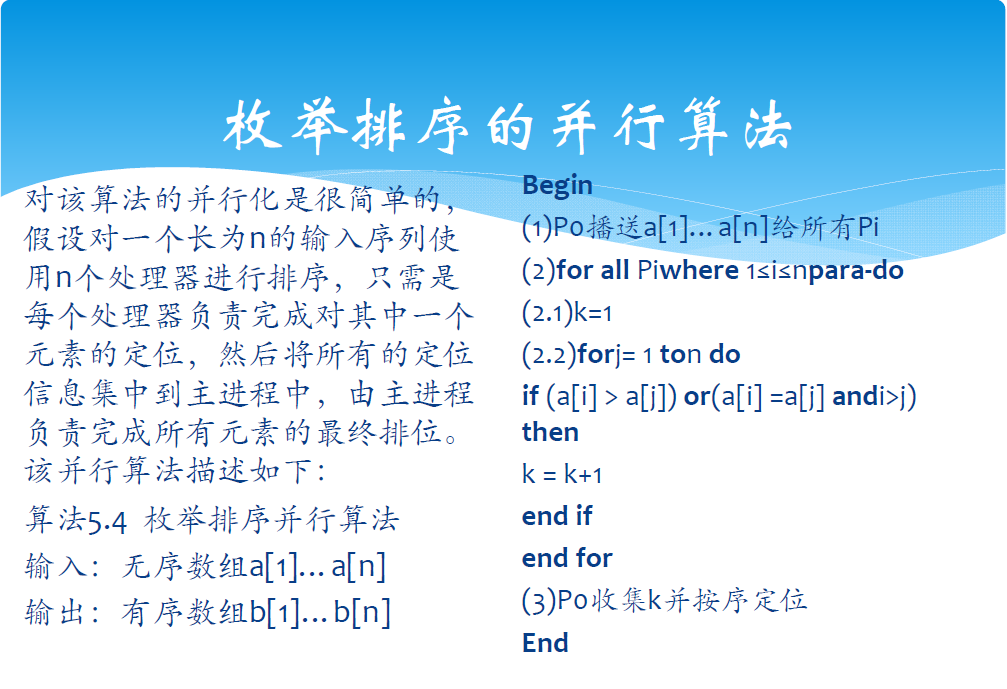 枚举排序的并行算法
对该算法的并行化是很简单的，
假设对一个长为n的输入序列使
用n个处理器进行排序，只需是
每个处理器负责完成对其中一个
元素的定位，然后将所有的定位
信息集中到主进程中，由主进程
负责完成所有元素的最终排位。
该并行算法描述如下：
算法5.4 枚举排序并行算法
输入：无序数组a[1]... a[n]
输出：有序数组b[1]... b[n]
Begin
(1)P0播送a[1]... a[n]给所有Pi
(2)for all Piwhere 1≤i≤npara-do
(2.1)k=1
(2.2)forj= 1 ton do
if (a[i] > a[j]) or(a[i] =a[j] andi>j)
then
k = k+1
end if
end for
(3)P0收集k并按序定位
End